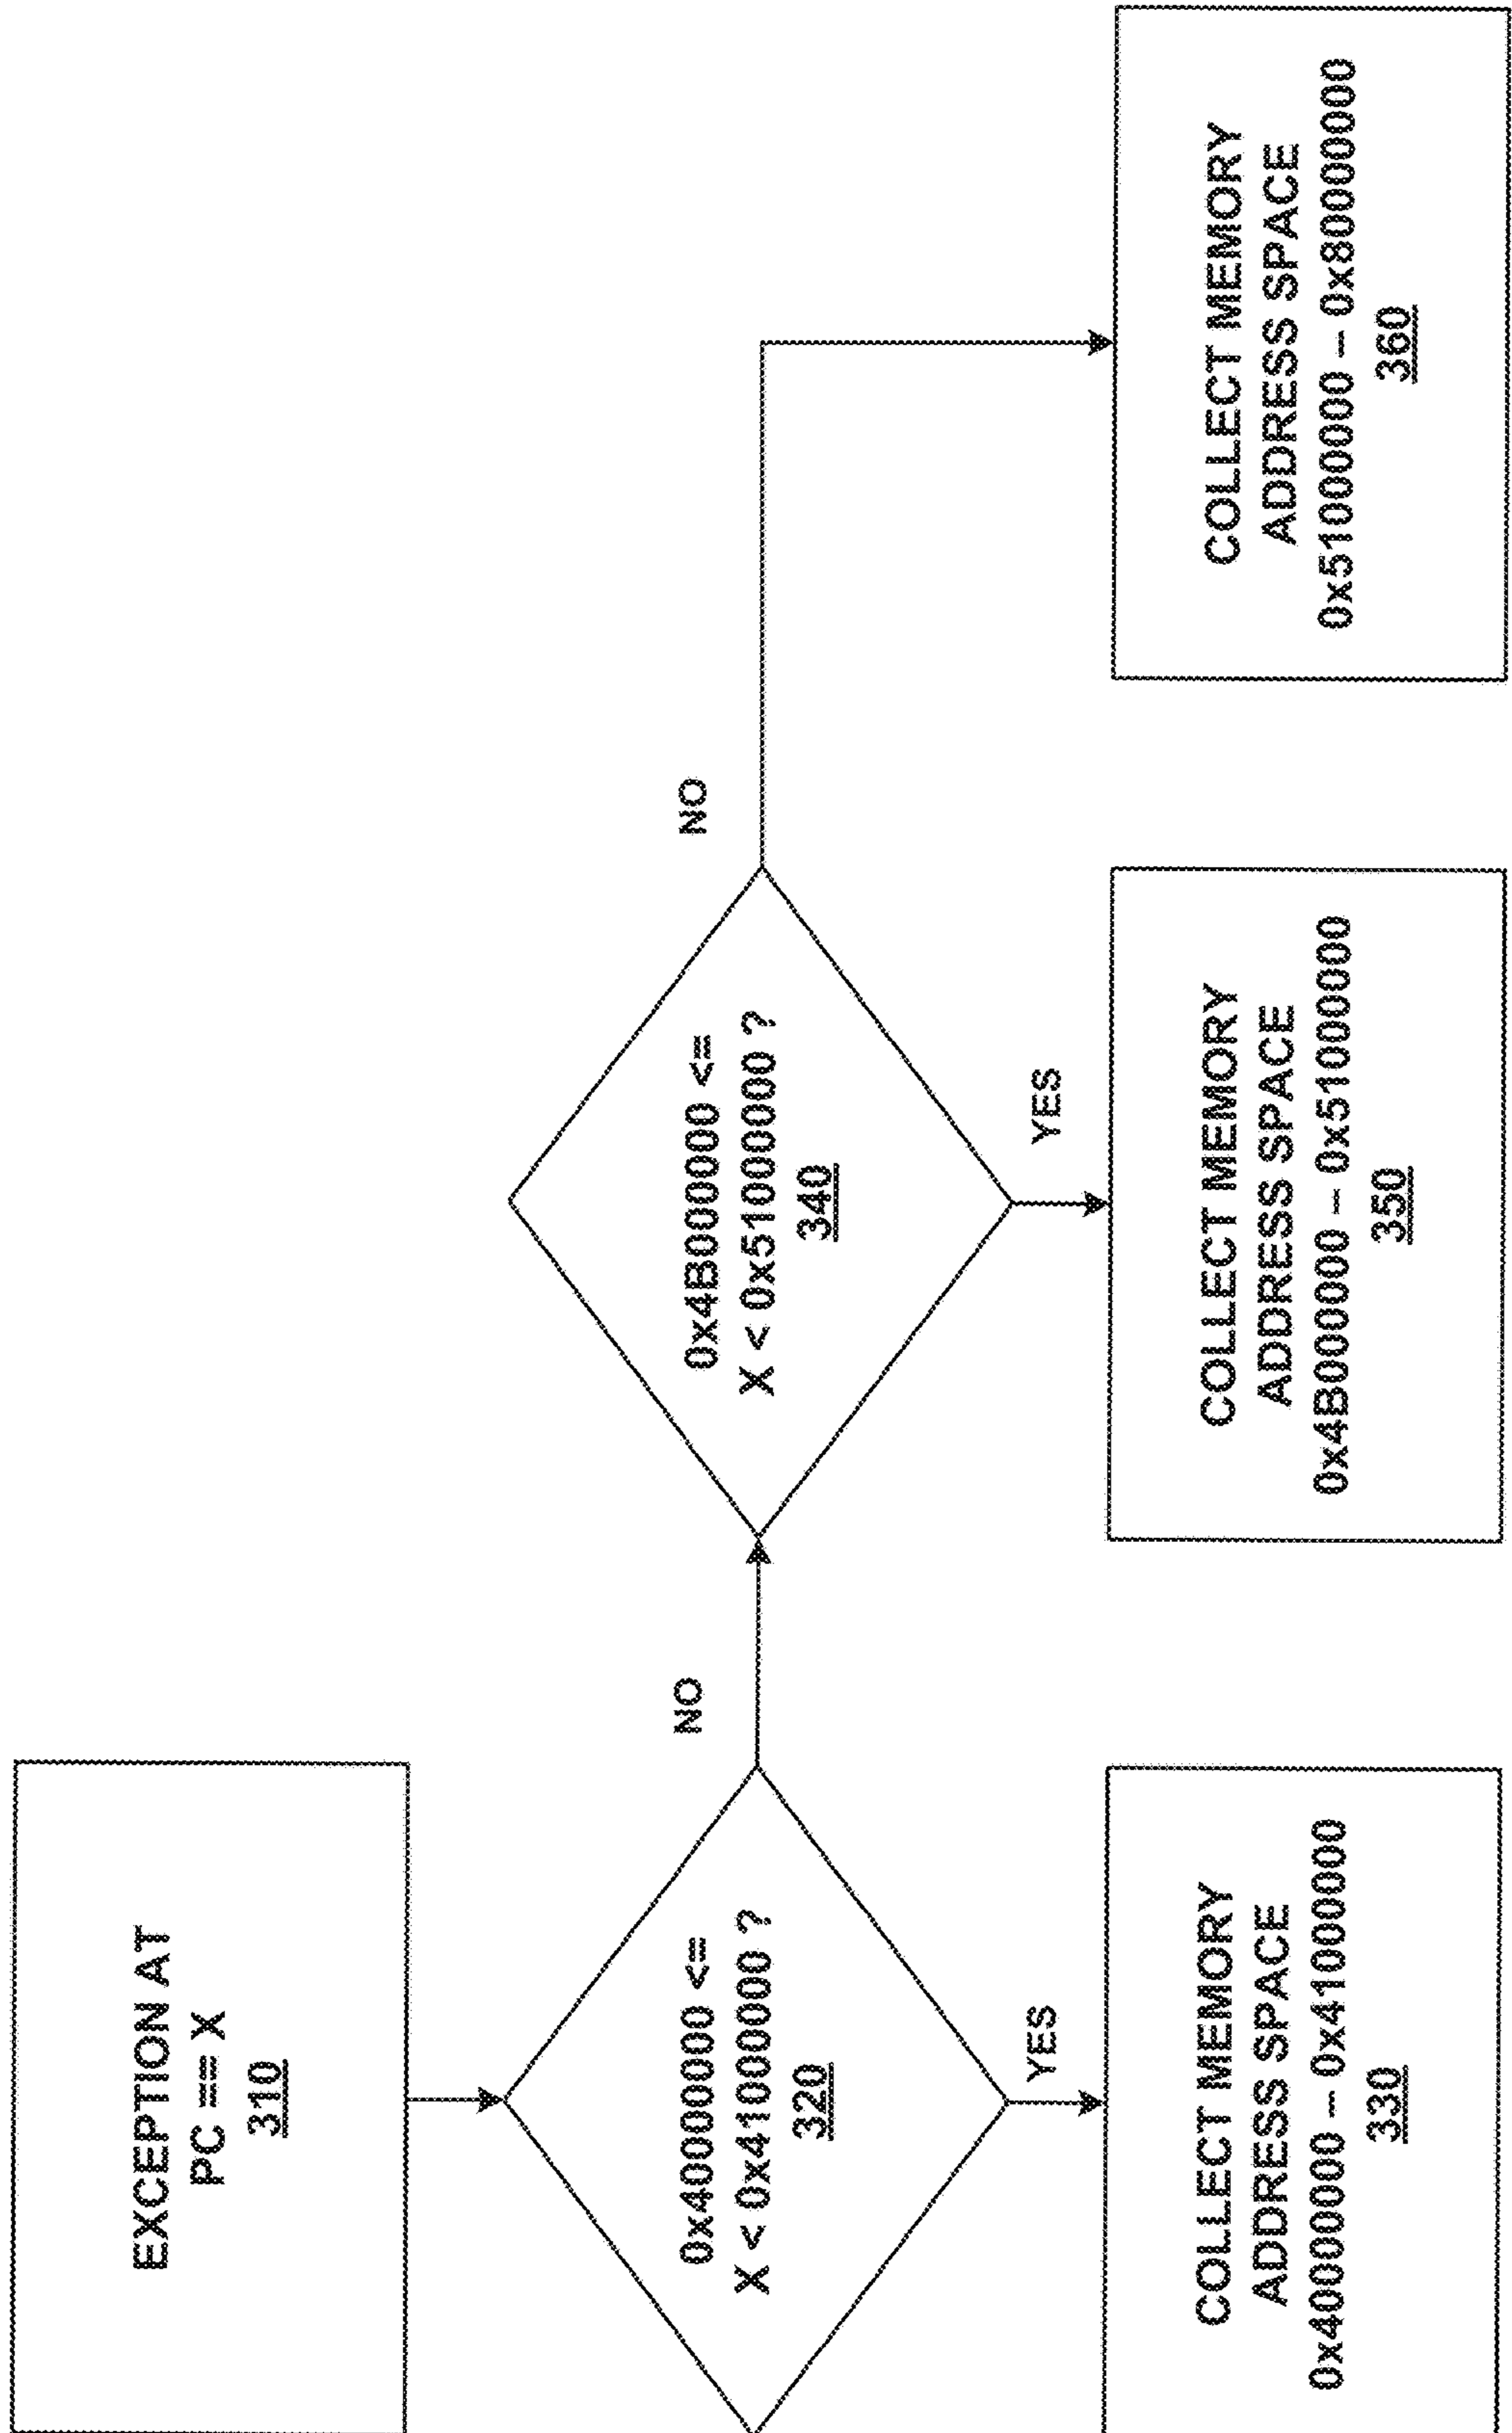 EXCEPTION AT
PC == X
310
0x40000000 <=
X < 0x41000000 ?
320
NO
YES
COLLECT MEMORY
ADDRESS SPACE
0x40000000 – 0x41000000
330
0x4B000000 <=
X < 0x51000000 ?
340
NO
YES
COLLECT MEMORY
ADDRESS SPACE
0x4B000000 – 0x51000000
350
COLLECT MEMORY
ADDRESS SPACE
0x51000000 – 0x80000000
360